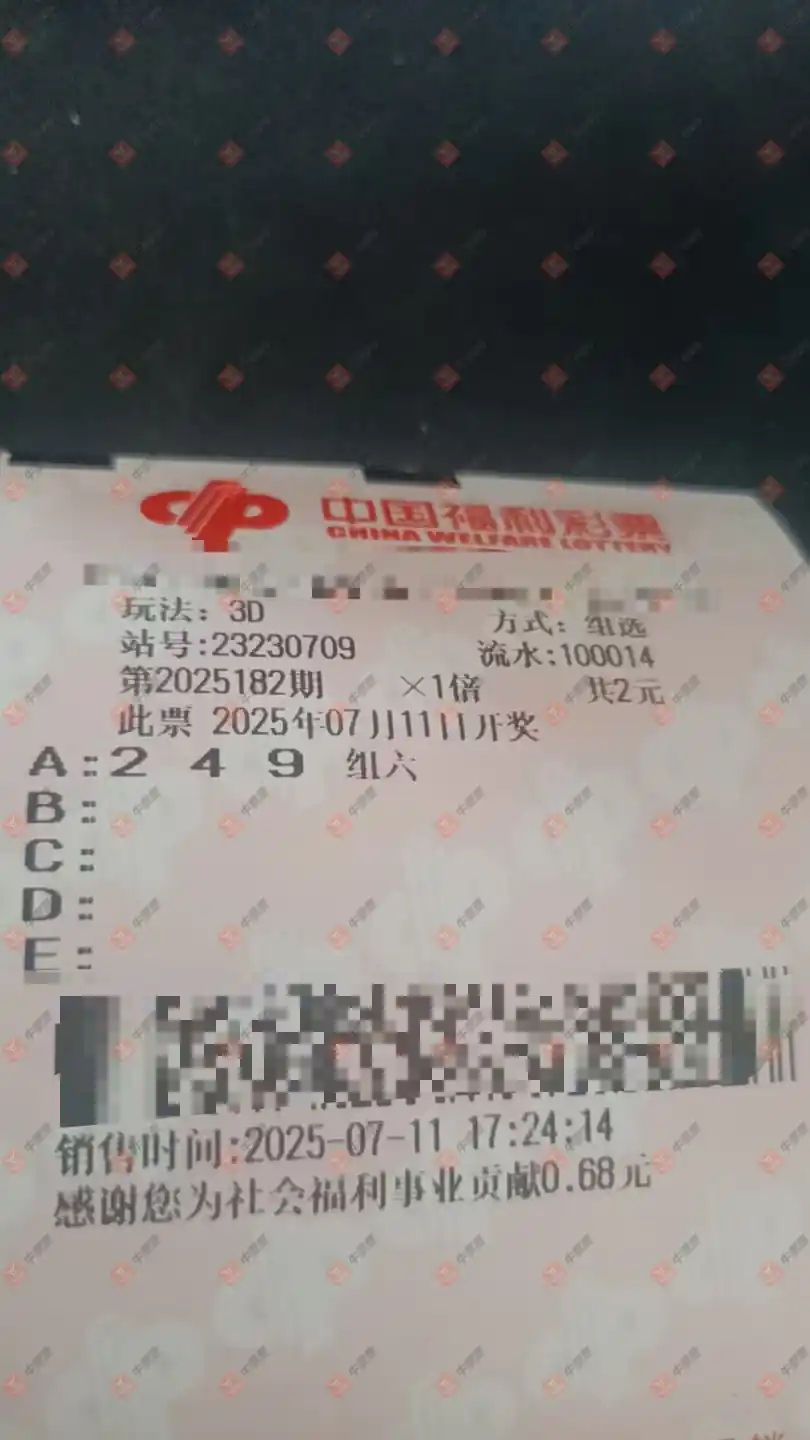 中国福利彩票
CHINA WELFARE LOTTERY
玩法：3D 方式：组选
站号:23230709 流水:100014
第2025182期 ×1倍 共2元
此票 2025年07月11日开奖
A:2 4 9 组六
B:
C:
D:
E:
销售时间:2025-07-11 17:24:14
感谢您为社会福利事业贡献0.68元